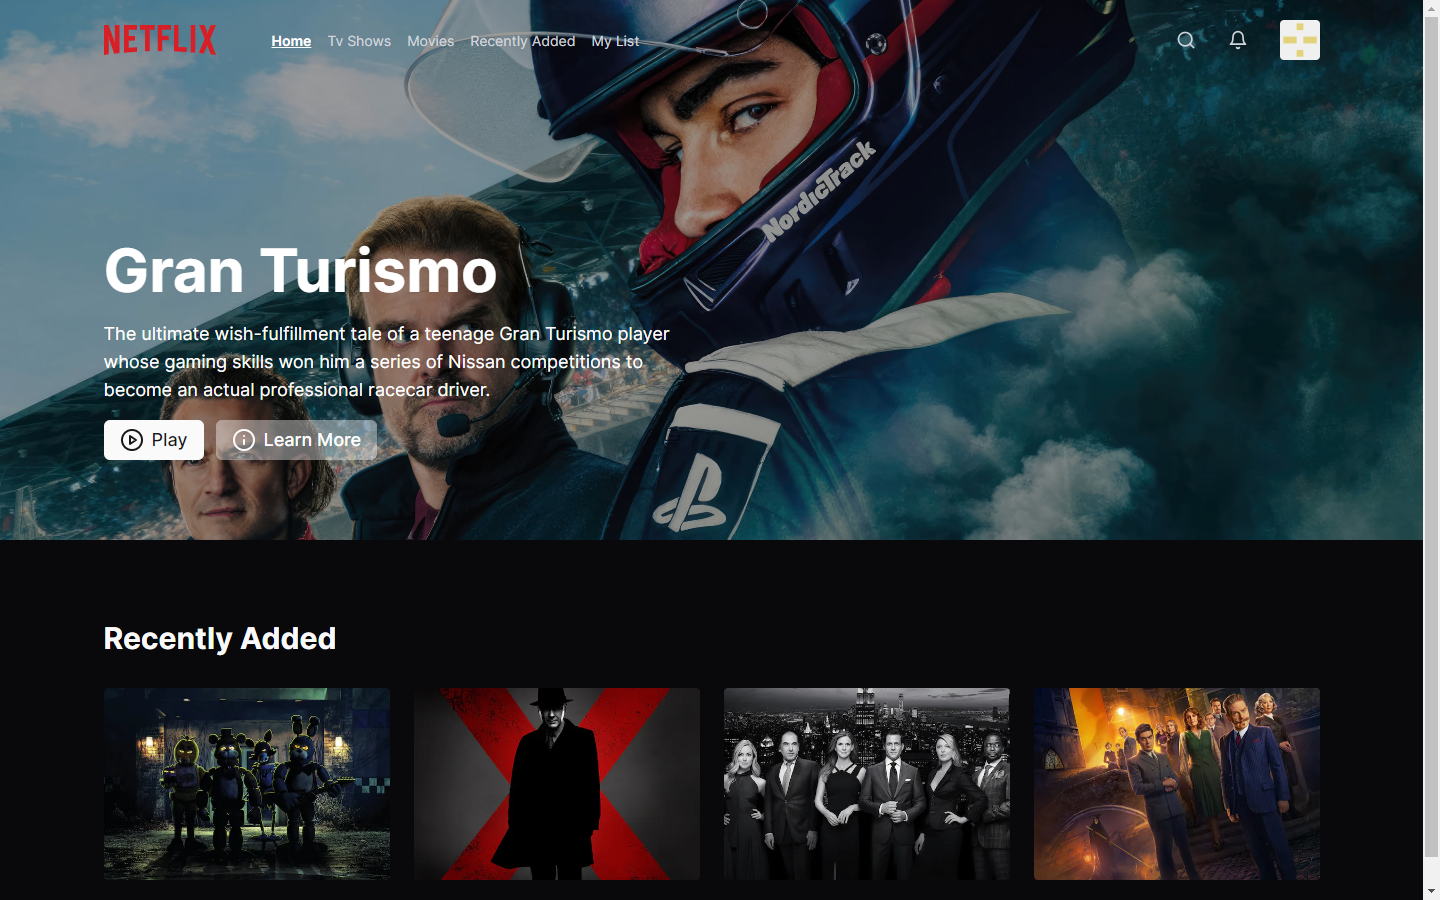 NETFLIX
Home Tv Shows Movies Recently Added My List
NordicTrack
Gran Turismo
The ultimate wish-fulfillment tale of a teenage Gran Turismo player
whose gaming skills won him a series of Nissan competitions to
become an actual professional racecar driver.
Play Learn More
Recently Added